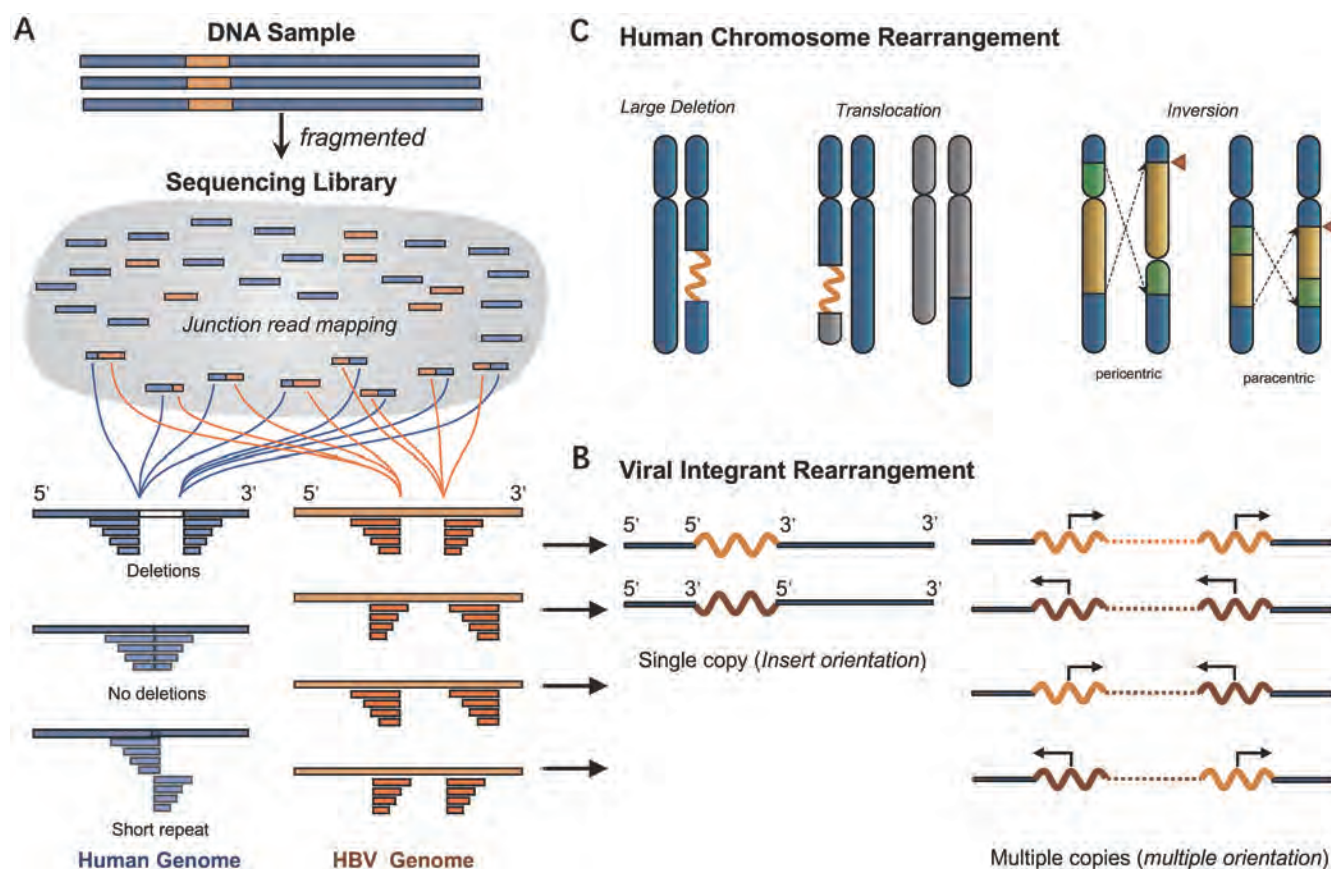 A
DNA Sample
fragmented
Sequencing Library
Junction read mapping
5' 3' 5' 3'
Deletions
No deletions
Short repeat
Human Genome HBV Genome
C Human Chromosome Rearrangement
Large Deletion Translocation Inversion
pericentric paracentric
B
Viral Integrant Rearrangement
5' 5' 3' 3'
5' 3' 5' 3'
Single copy (Insert orientation)
Multiple copies (multiple orientation)